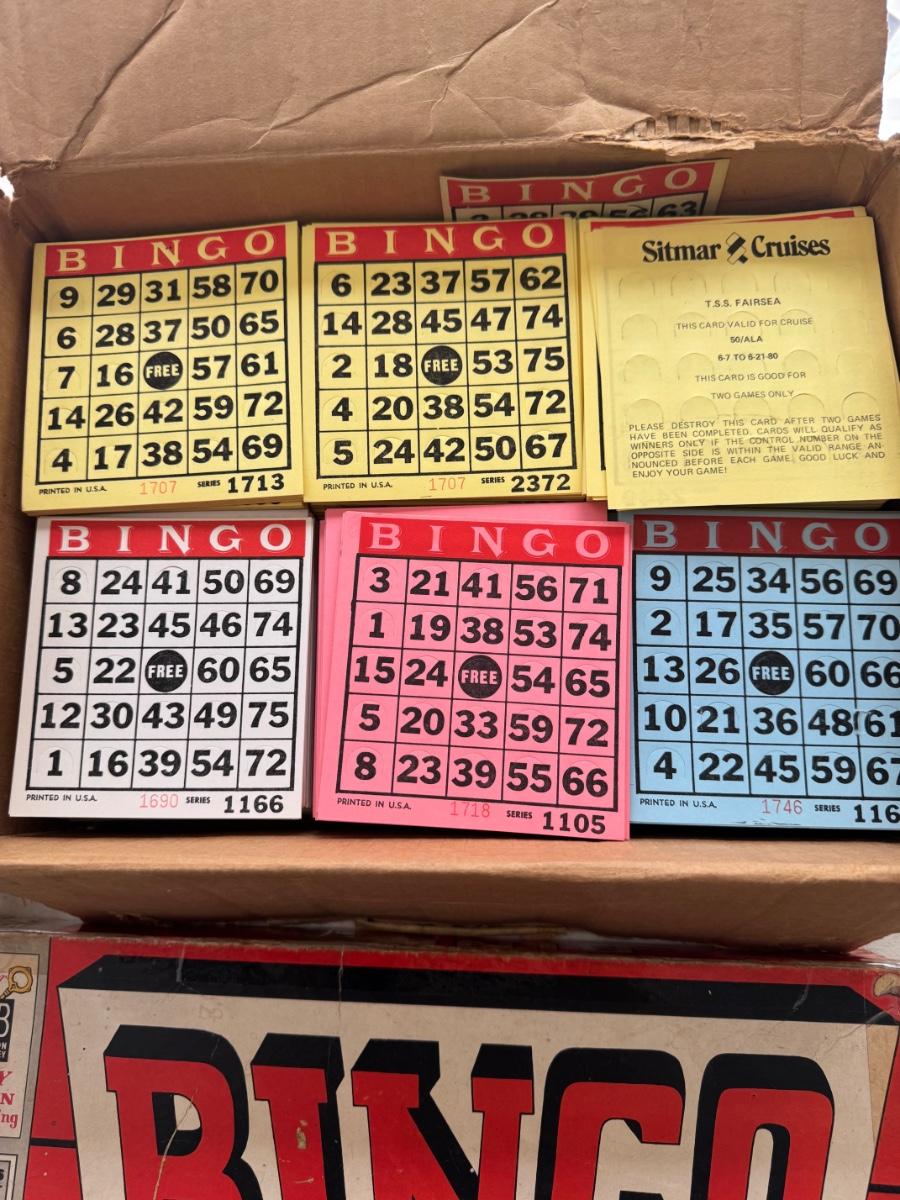 BINGO
3 28 29 56 63
BINGO
9 29 31 58 70
6 28 37 50 65
7 16 FREE 57 61
14 26 42 59 72
4 17 38 54 69
PRINTED IN U.S.A. 1707 SERIES 1713
BINGO
6 23 37 57 62
14 28 45 47 74
2 18 FREE 53 75
4 20 38 54 72
5 24 42 50 67
PRINTED IN U.S.A. 1707 SERIES 2372
Sitmar Cruises
T.S.S. FAIRSEA
THIS CARD VALID FOR CRUISE
50/ALA
6-7 TO 6-21-80
THIS CARD IS GOOD FOR
TWO GAMES ONLY
PLEASE DESTROY THIS CARD AFTER TWO GAMES
HAVE BEEN COMPLETED. CARDS WILL QUALIFY AS
WINNERS ONLY IF THE CONTROL NUMBER ON THE
OPPOSITE SIDE IS WITHIN THE VALID RANGE AN-
NOUNCED BEFORE EACH GAME. GOOD LUCK AND
ENJOY YOUR GAME!
BINGO
8 24 41 50 69
13 23 45 46 74
5 22 FREE 60 65
12 30 43 49 75
1 16 39 54 72
PRINTED IN U.S.A. 1690 SERIES 1166
BINGO
3 21 41 56 71
1 19 38 53 74
15 24 FREE 54 65
5 20 33 59 72
8 23 39 55 66
PRINTED IN U.S.A. 1718 SERIES 1105
BINGO
9 25 34 56 69
2 17 35 57 70
13 26 FREE 60 66
10 21 36 48 61
4 22 45 59 67
PRINTED IN U.S.A. 1746 SERIES 116
BINGO